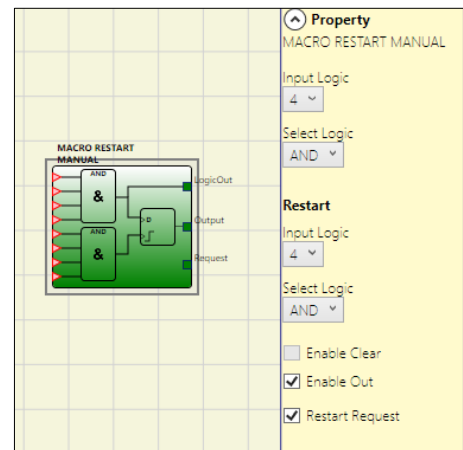 Property
MACRO RESTART MANUAL
Input Logic
4
Select Logic
AND
Restart
Input Logic
4
Select Logic
AND
Enable Clear
Enable Out
Restart Request
MACRO RESTART
MANUAL
AND
&
LogicOut
D
Output
AND
&
Request